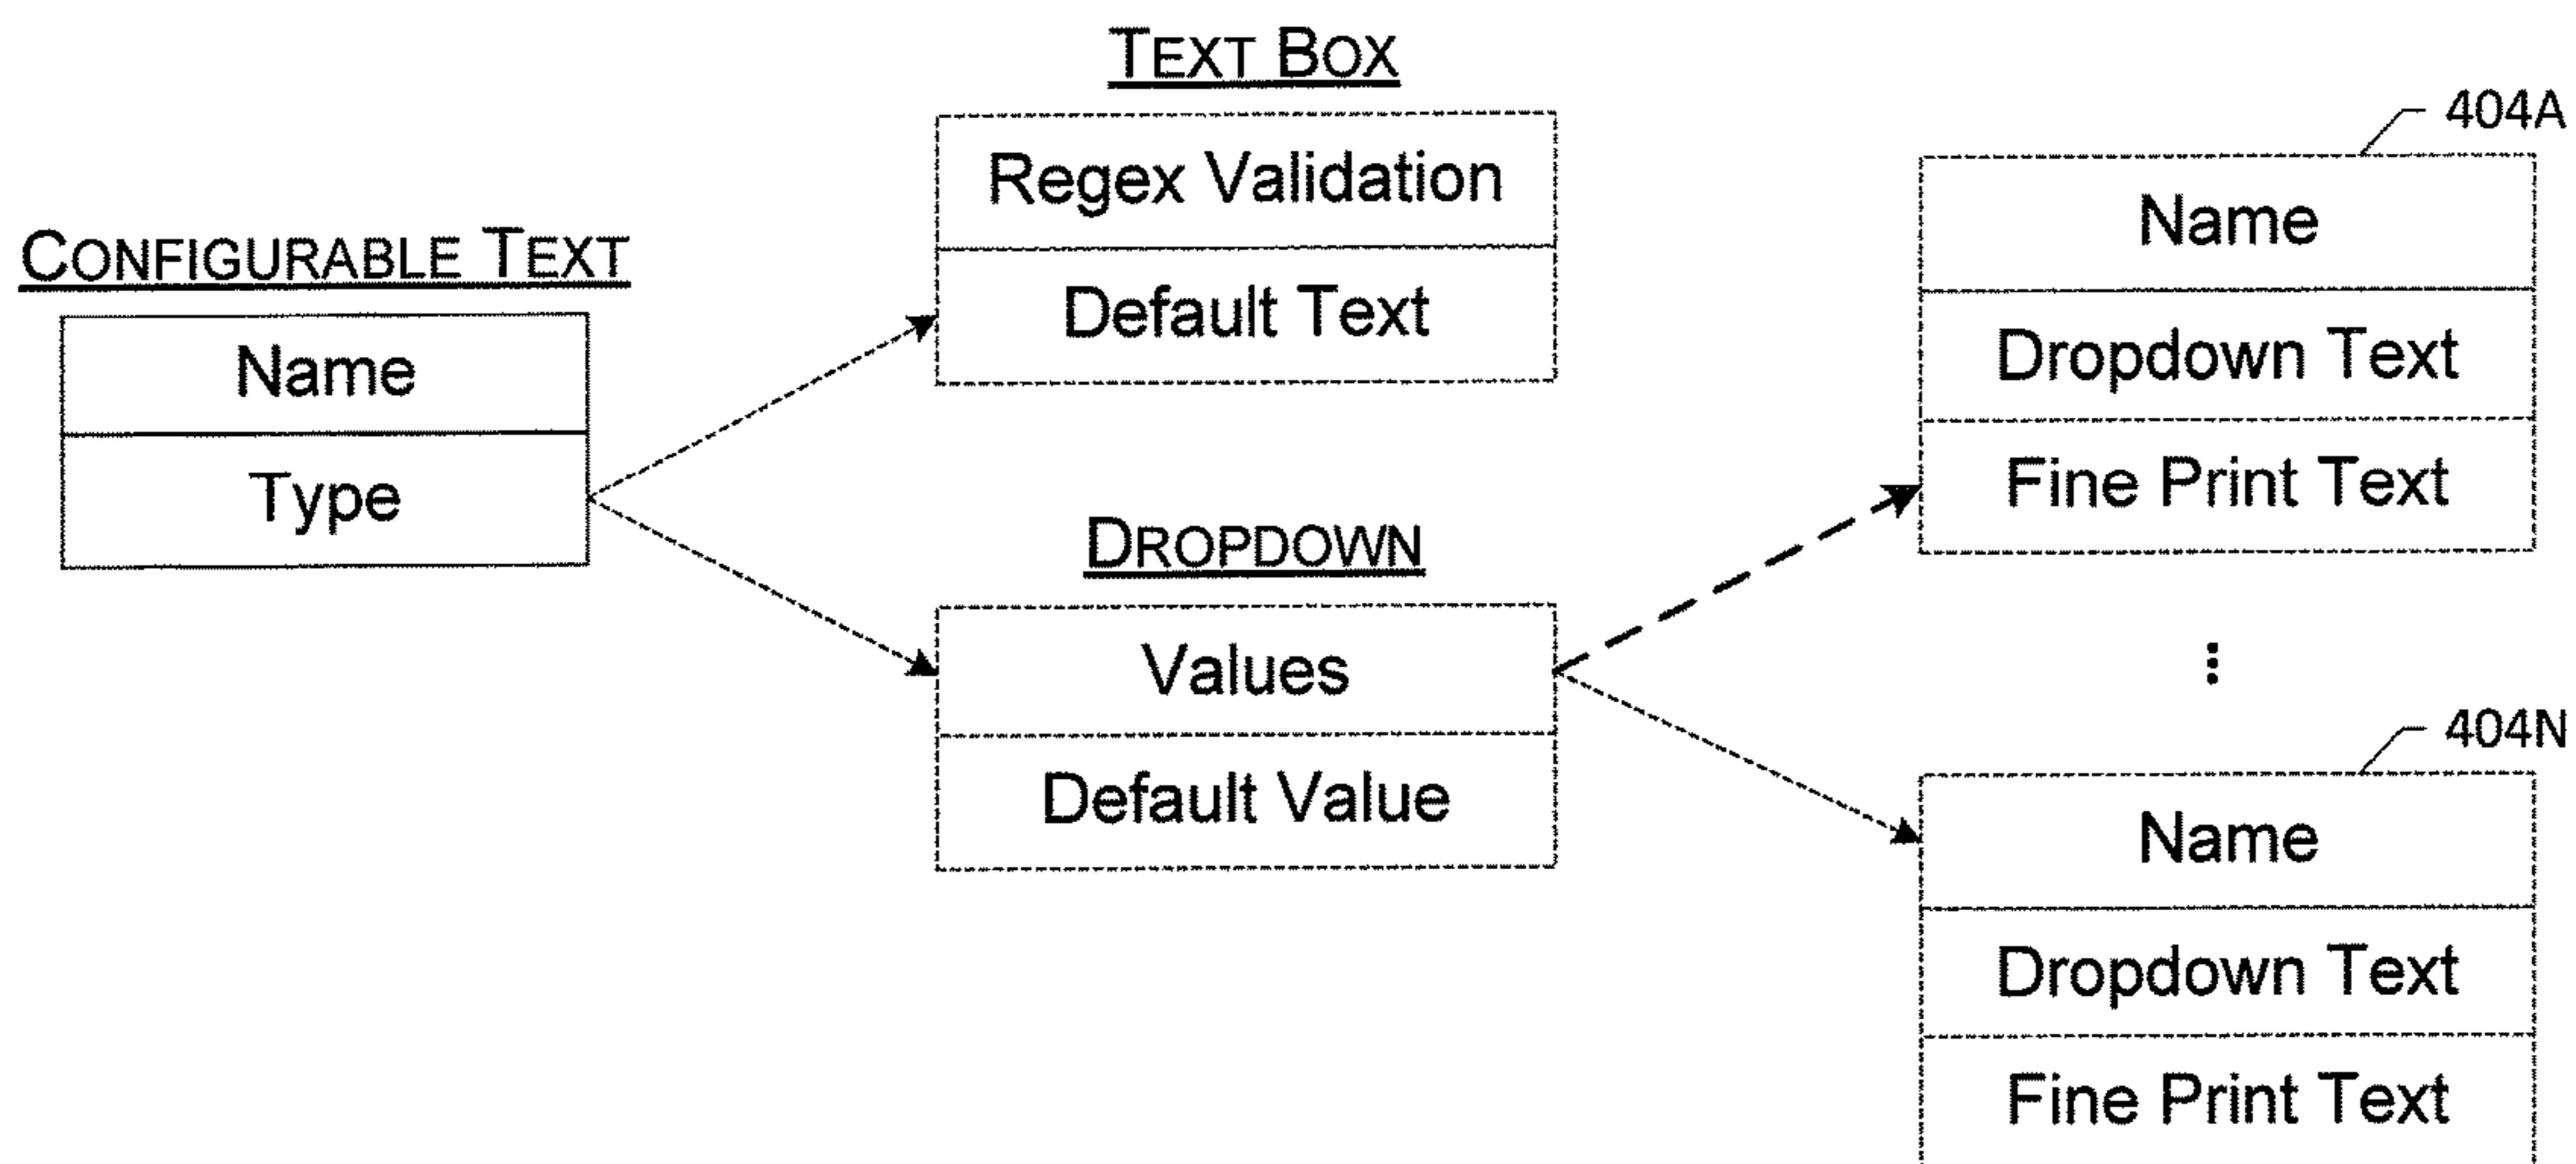 CONFIGURABLE TEXT
Name
Type
TEXT BOX
Regex Validation
Default Text
DROPDOWN
Values
Default Value
404A
Name
Dropdown Text
Fine Print Text
⋮
404N
Name
Dropdown Text
Fine Print Text